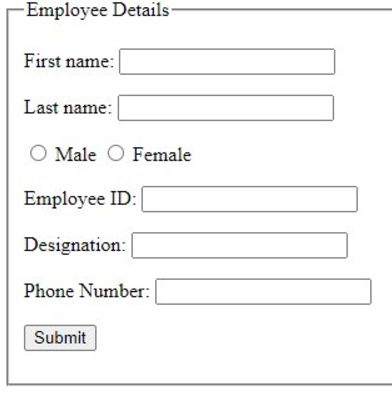 Employee Details
First name:
Last name:
Male Female
Employee ID:
Designation:
Phone Number:
Submit